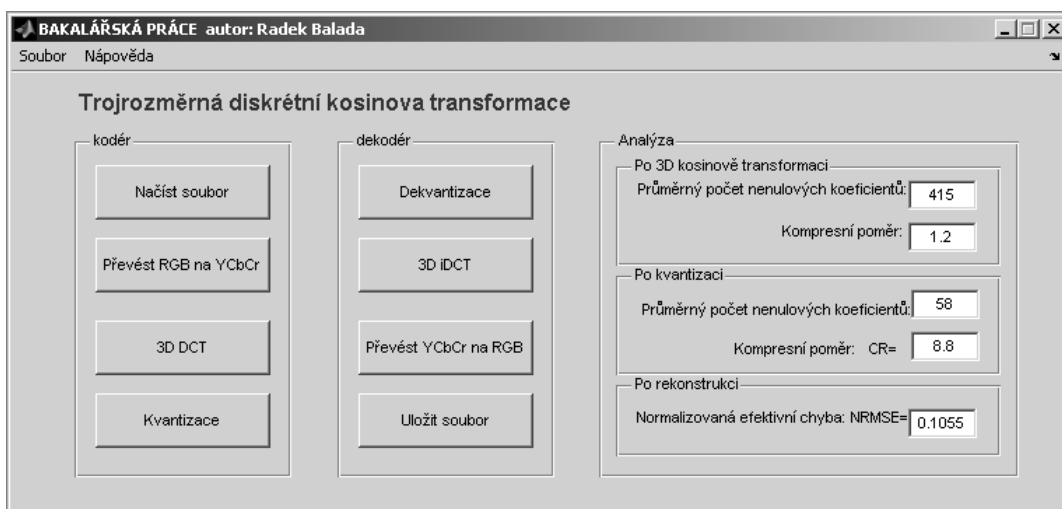 BAKALÁŘSKÁ PRÁCE autor: Radek Balada
Soubor Nápověda
Trojrozměrná diskrétní kosinova transformace
kodér
Načíst soubor
Převést RGB na YCbCr
3D DCT
Kvantizace
dekodér
Dekvantizace
3D iDCT
Převést YCbCr na RGB
Uložit soubor
Analýza
Po 3D kosinově transformaci
Průměrný počet nenulových koeficientů: 415
Kompresní poměr: 1.2
Po kvantizaci
Průměrný počet nenulových koeficientů: 58
Kompresní poměr: CR= 8.8
Po rekonstrukci
Normalizovaná efektivní chyba: NRMSE= 0.1055